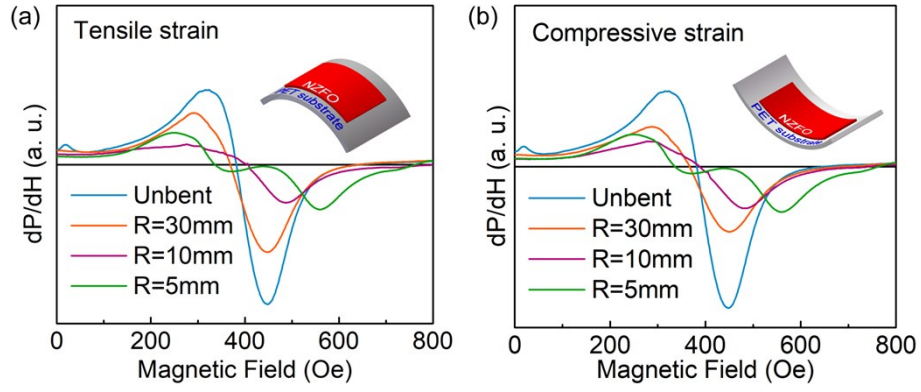 (a)
Tensile strain
NZFO
PET substrate
dP/dH (a. u.)
Unbent
R=30mm
R=10mm
R=5mm
0 200 400 600 800
Magnetic Field (Oe)
(b)
Compressive strain
NZFO
PET substrate
dP/dH (a. u.)
Unbent
R=30mm
R=10mm
R=5mm
0 200 400 600 800
Magnetic Field (Oe)